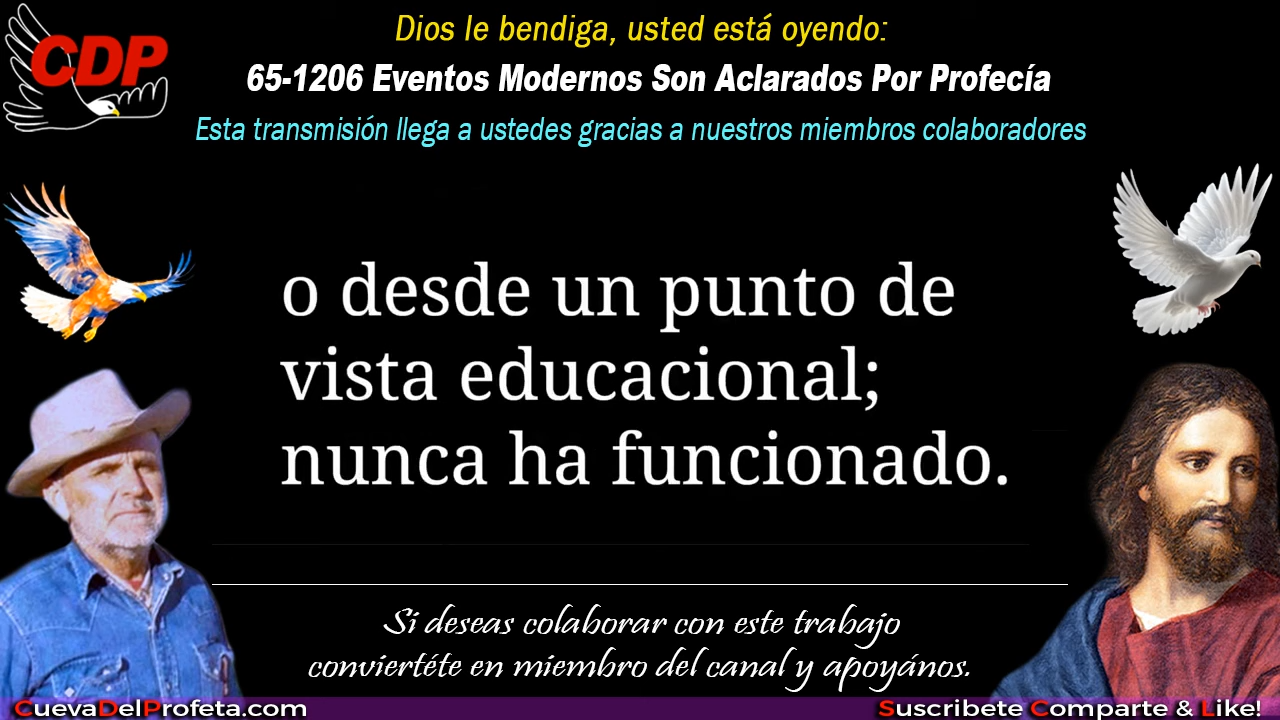 CDP
Dios le bendiga, usted está oyendo:
65-1206 Eventos Modernos Son Aclarados Por Profecía
Esta transmisión llega a ustedes gracias a nuestros miembros colaboradores
o desde un punto de
vista educacional;
nunca ha funcionado.
Si deseas colaborar con este trabajo
conviertéte en miembro del canal y apoyános.
CuevaDelProfeta.com
Suscribete Comparte & Like!